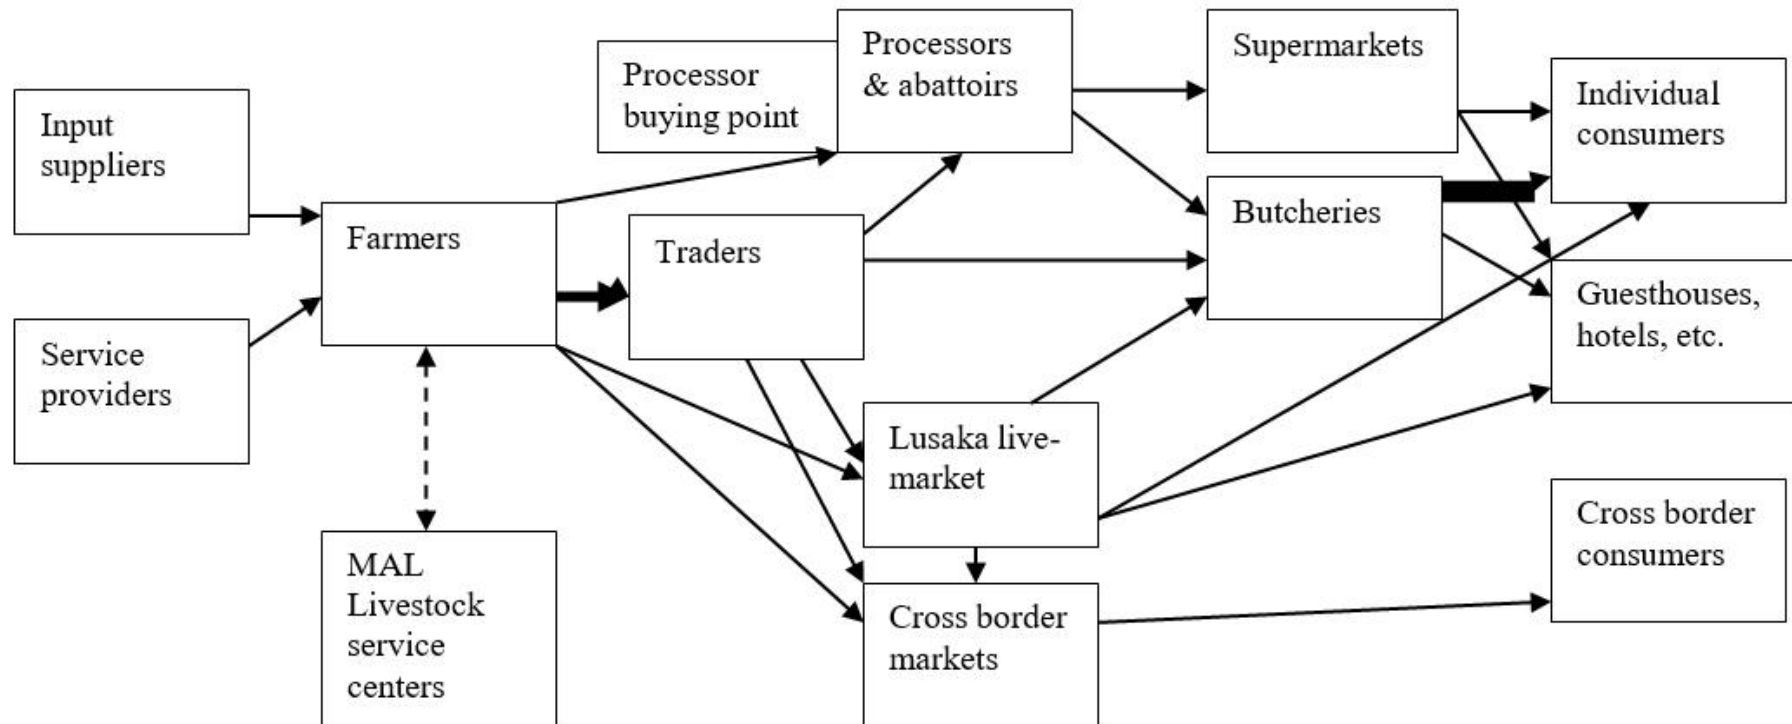 Input
suppliers
Service
providers
Farmers
MAL
Livestock
service
centers
Processor
buying point
Processors
& abattoirs
Traders
Lusaka live-
market
Cross border
markets
Supermarkets
Butcheries
Individual
consumers
Guesthouses,
hotels, etc.
Cross border
consumers